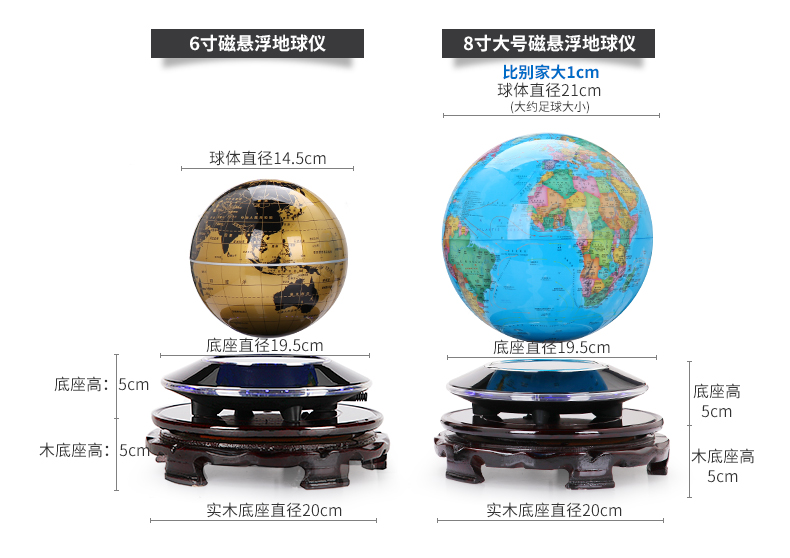 6寸磁悬浮地球仪
球体直径14.5cm
底座直径19.5cm
底座高：5cm
木底座高：5cm
实木底座直径20cm
8寸大号磁悬浮地球仪
比别家大1cm
球体直径21cm
(大约足球大小)
底座直径19.5cm
底座高
5cm
木底座高
5cm
实木底座直径20cm